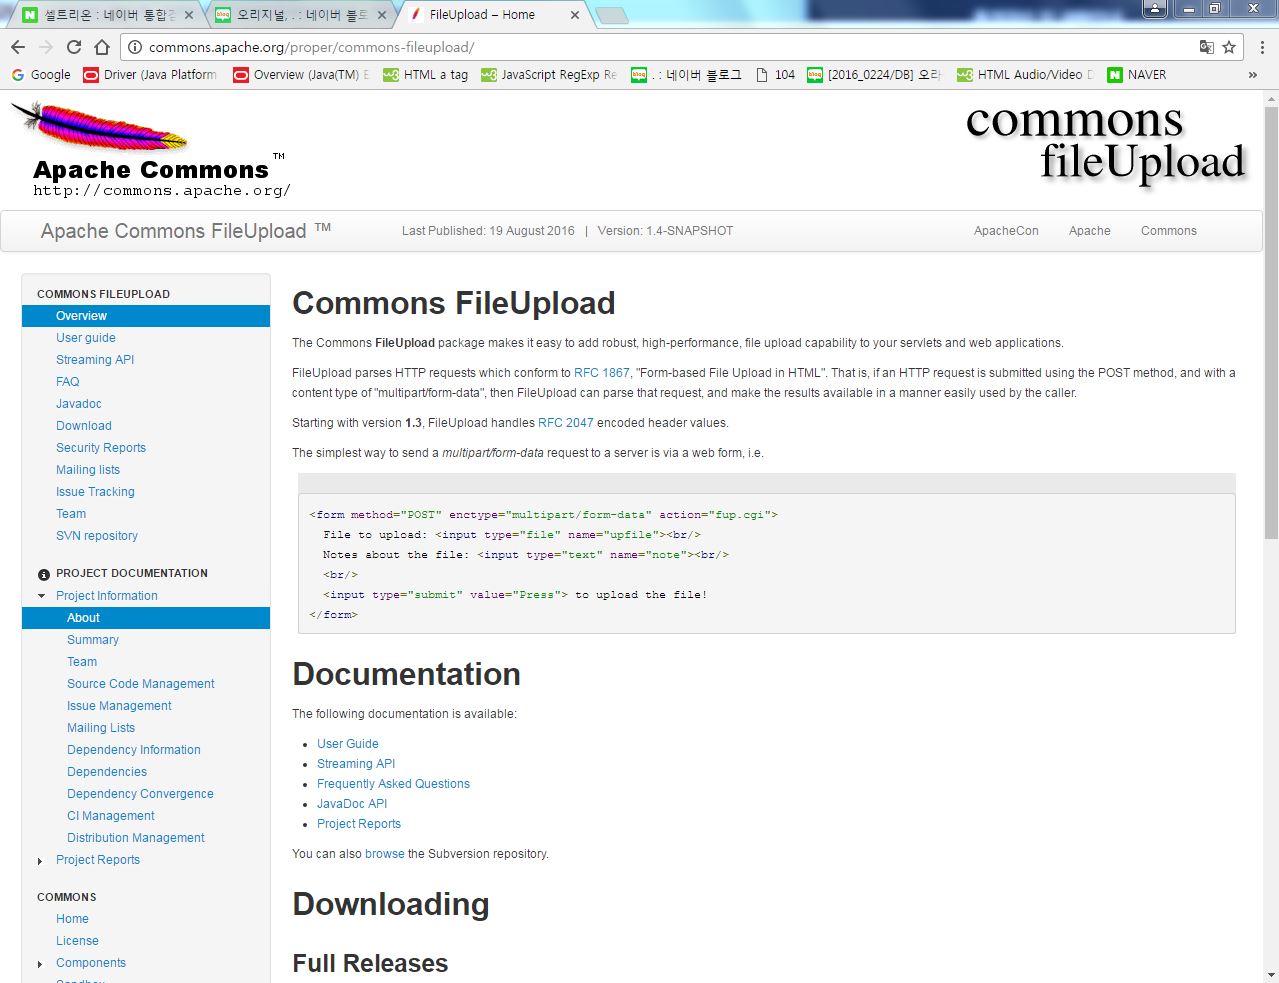 셀트리온 : 네이버 통합검
오리지널, . : 네이버 블로
FileUpload – Home
commons.apache.org/proper/commons-fileupload/
Google
Driver (Java Platform
Overview (Java(TM) E
HTML a tag
JavaScript RegExp Re
. : 네이버 블로그
104
[2016_0224/DB] 오라
HTML Audio/Video D
NAVER
»
Apache Commons™
http://commons.apache.org/
commons
fileUpload
Apache Commons FileUpload ™
Last Published: 19 August 2016 | Version: 1.4-SNAPSHOT
ApacheCon
Apache
Commons
COMMONS FILEUPLOAD
Overview
User guide
Streaming API
FAQ
Javadoc
Download
Security Reports
Mailing lists
Issue Tracking
Team
SVN repository
PROJECT DOCUMENTATION
Project Information
About
Summary
Team
Source Code Management
Issue Management
Mailing Lists
Dependency Information
Dependencies
Dependency Convergence
CI Management
Distribution Management
Project Reports
COMMONS
Home
License
Components
Sandbox
Commons FileUpload
The Commons FileUpload package makes it easy to add robust, high-performance, file upload capability to your servlets and web applications.
FileUpload parses HTTP requests which conform to RFC 1867, "Form-based File Upload in HTML". That is, if an HTTP request is submitted using the POST method, and with a
content type of "multipart/form-data", then FileUpload can parse that request, and make the results available in a manner easily used by the caller.
Starting with version 1.3, FileUpload handles RFC 2047 encoded header values.
The simplest way to send a multipart/form-data request to a server is via a web form, i.e.
<form method="POST" enctype="multipart/form-data" action="fup.cgi">
File to upload: <input type="file" name="upfile"><br/>
Notes about the file: <input type="text" name="note"><br/>
<br/>
<input type="submit" value="Press"> to upload the file!
</form>
Documentation
The following documentation is available:
• User Guide
• Streaming API
• Frequently Asked Questions
• JavaDoc API
• Project Reports
You can also browse the Subversion repository.
Downloading
Full Releases